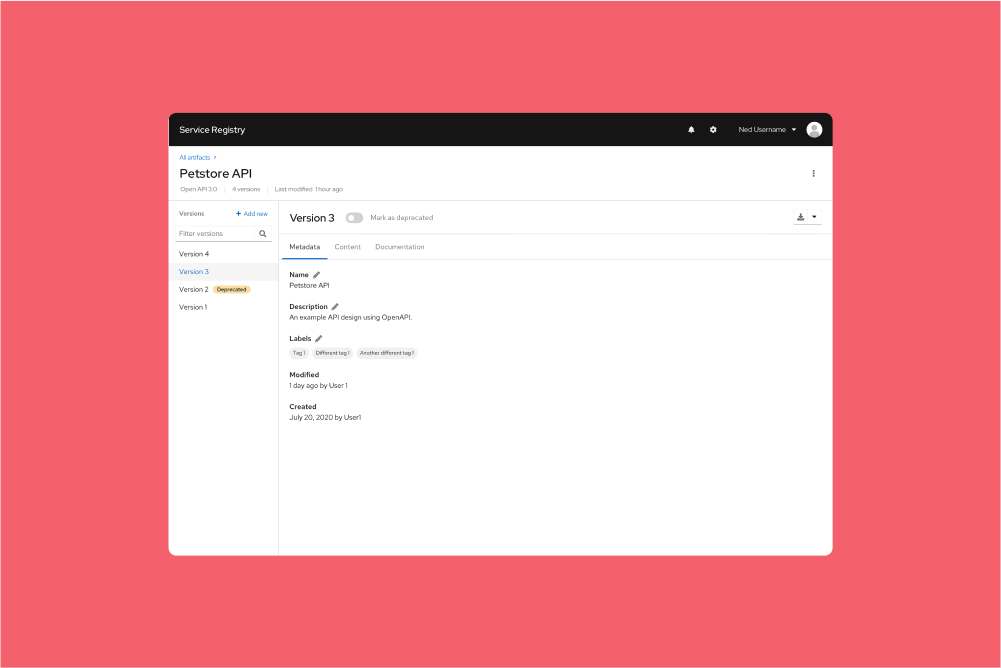 Service Registry
Ned Username
All artifacts >
Petstore API
Open API 3.0 4 versions Last modified 1 hour ago
Versions + Add new
Filter versions
Version 4
Version 3
Version 2 Deprecated
Version 1
Version 3 Mark as deprecated
Metadata Content Documentation
Name
Petstore API
Description
An example API design using OpenAPI.
Labels
Tag 1 Different tag 1 Another different tag 1
Modified
1 day ago by User 1
Created
July 20, 2020 by User1